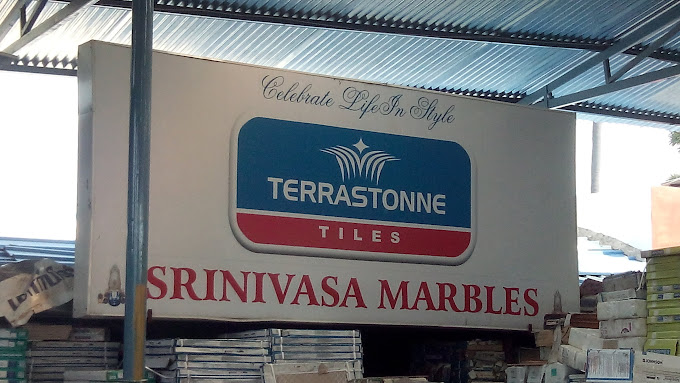 Celebrate Life In Style
TERRASTONNE
TILES
SRINIVASA MARBLES